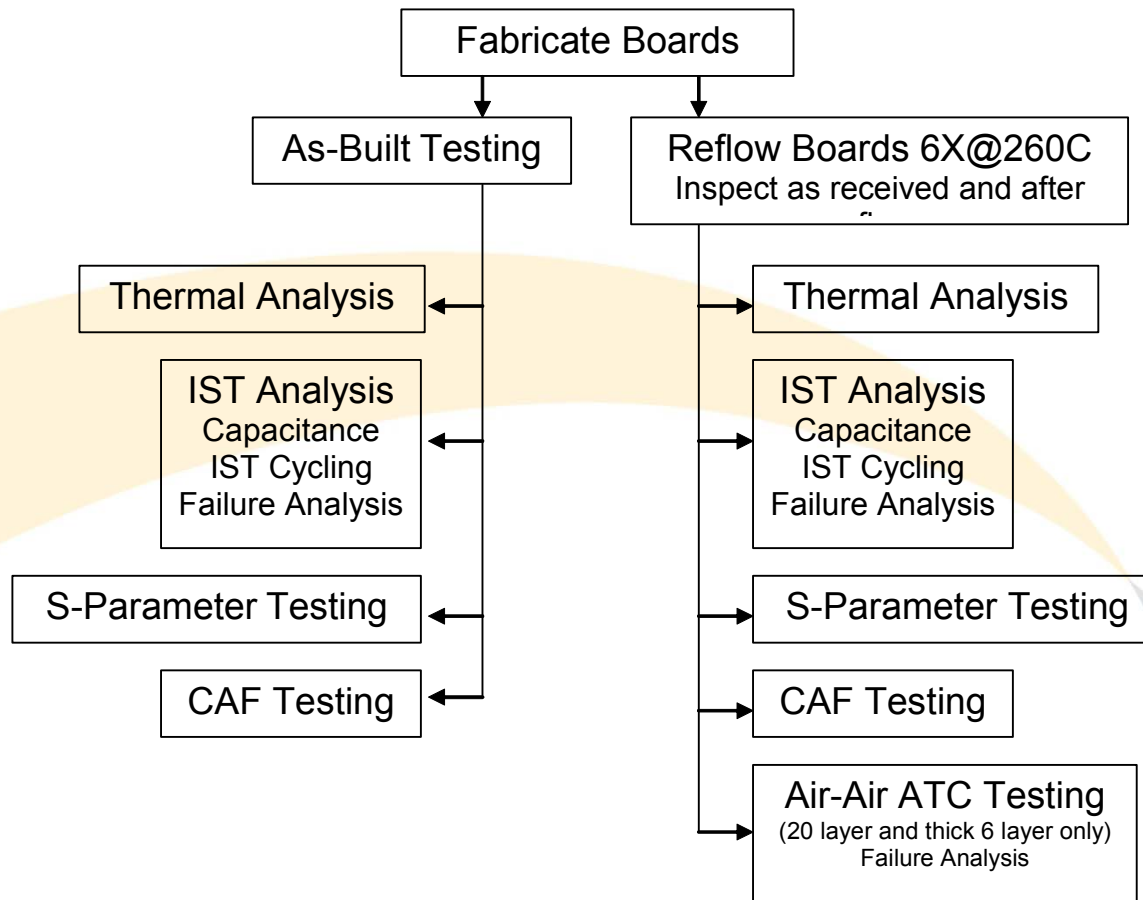 Fabricate Boards
As-Built Testing
Reflow Boards 6X@260C
Inspect as received and after
Thermal Analysis
IST Analysis
Capacitance
IST Cycling
Failure Analysis
S-Parameter Testing
CAF Testing
Thermal Analysis
IST Analysis
Capacitance
IST Cycling
Failure Analysis
S-Parameter Testing
CAF Testing
Air-Air ATC Testing
(20 layer and thick 6 layer only)
Failure Analysis